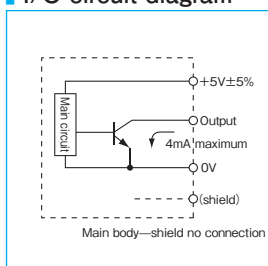 I/O circuit diagram
+5V±5%
Main circuit
Output
4mA maximum
0V
(shield)
Main body—shield no connection